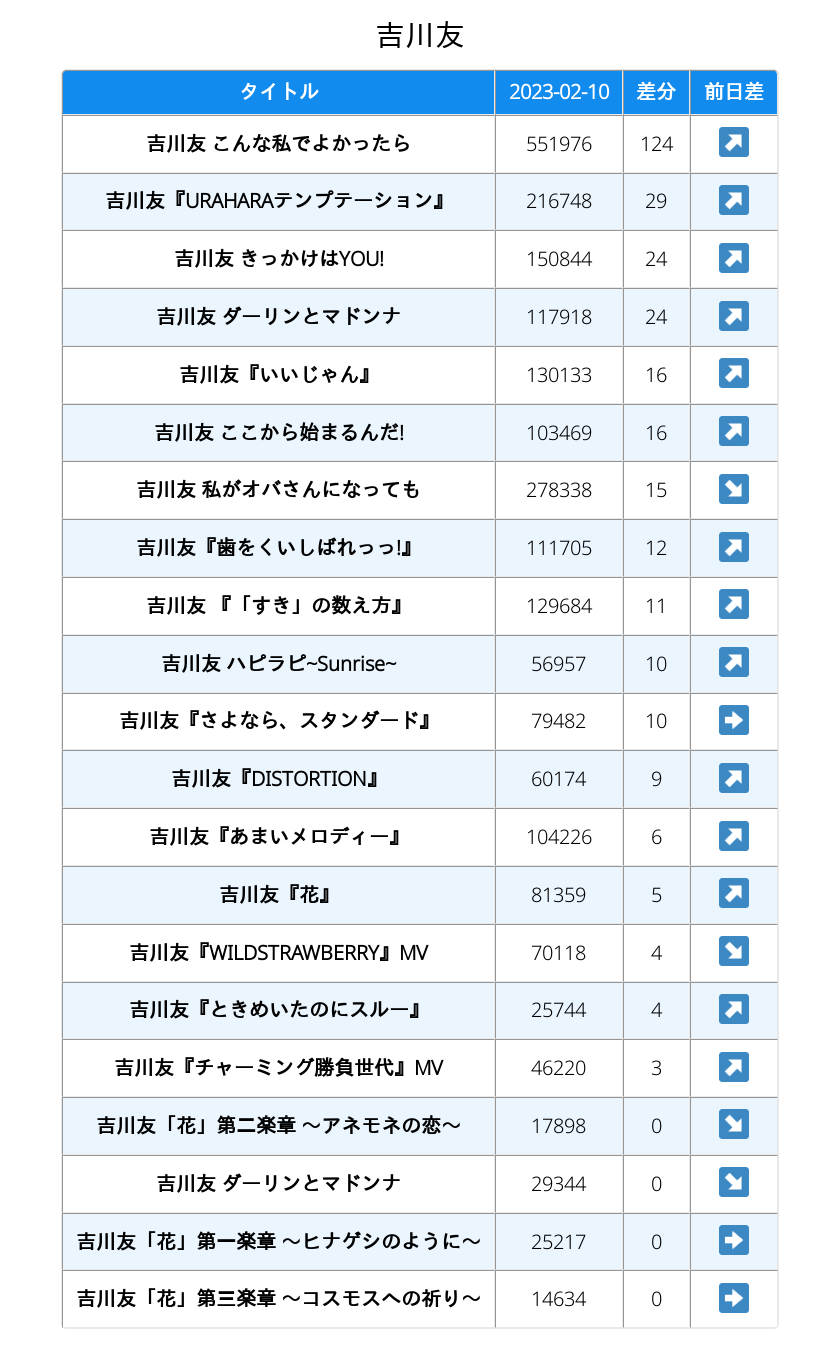 吉川友
タイトル 2023-02-10 差分 前日差
吉川友 こんな私でよかったら 551976 124 ↗
吉川友『URAHARAテンプテーション』 216748 29 ↗
吉川友 きっかけはYOU! 150844 24 ↗
吉川友 ダーリンとマドンナ 117918 24 ↗
吉川友『いいじゃん』 130133 16 ↗
吉川友 ここから始まるんだ! 103469 16 ↗
吉川友 私がオバさんになっても 278338 15 ↘
吉川友『歯をくいしばれっっ!』 111705 12 ↗
吉川友 『「すき」の数え方』 129684 11 ↗
吉川友 ハピラピ~Sunrise~ 56957 10 ↗
吉川友『さよなら、スタンダード』 79482 10 ➡
吉川友『DISTORTION』 60174 9 ↗
吉川友『あまいメロディー』 104226 6 ↗
吉川友『花』 81359 5 ↗
吉川友『WILDSTRAWBERRY』MV 70118 4 ↘
吉川友『ときめいたのにスルー』 25744 4 ↗
吉川友『チャーミング勝負世代』MV 46220 3 ↗
吉川友「花」第二楽章 ～アネモネの恋～ 17898 0 ↘
吉川友 ダーリンとマドンナ 29344 0 ↘
吉川友「花」第一楽章 ～ヒナゲシのように～ 25217 0 ➡
吉川友「花」第三楽章 ～コスモスへの祈り～ 14634 0 ➡